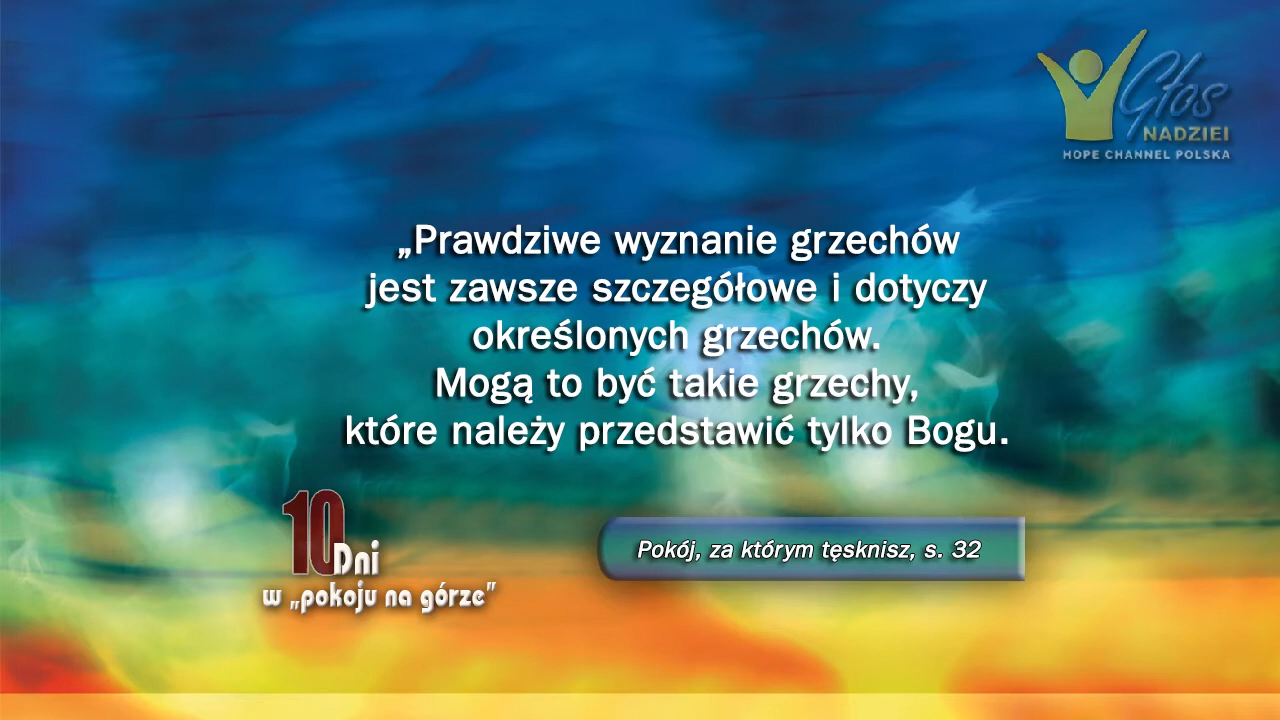 Głos
NADZIEI
HOPE CHANNEL POLSKA
„Prawdziwe wyznanie grzechów
jest zawsze szczegółowe i dotyczy
określonych grzechów.
Mogą to być takie grzechy,
które należy przedstawić tylko Bogu.
10 Dni
w „pokoju na górze"
Pokój, za którym tęsknisz, s. 32